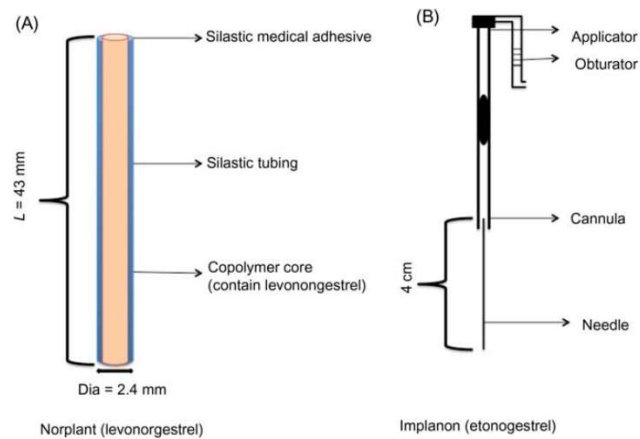 (A)
Silastic medical adhesive
L = 43 mm
Silastic tubing
Copolymer core
(contain levonongestrel)
Dia = 2.4 mm
Norplant (levonorgestrel)
(B)
Applicator
Obturator
Cannula
4 cm
Needle
Implanon (etonogestrel)